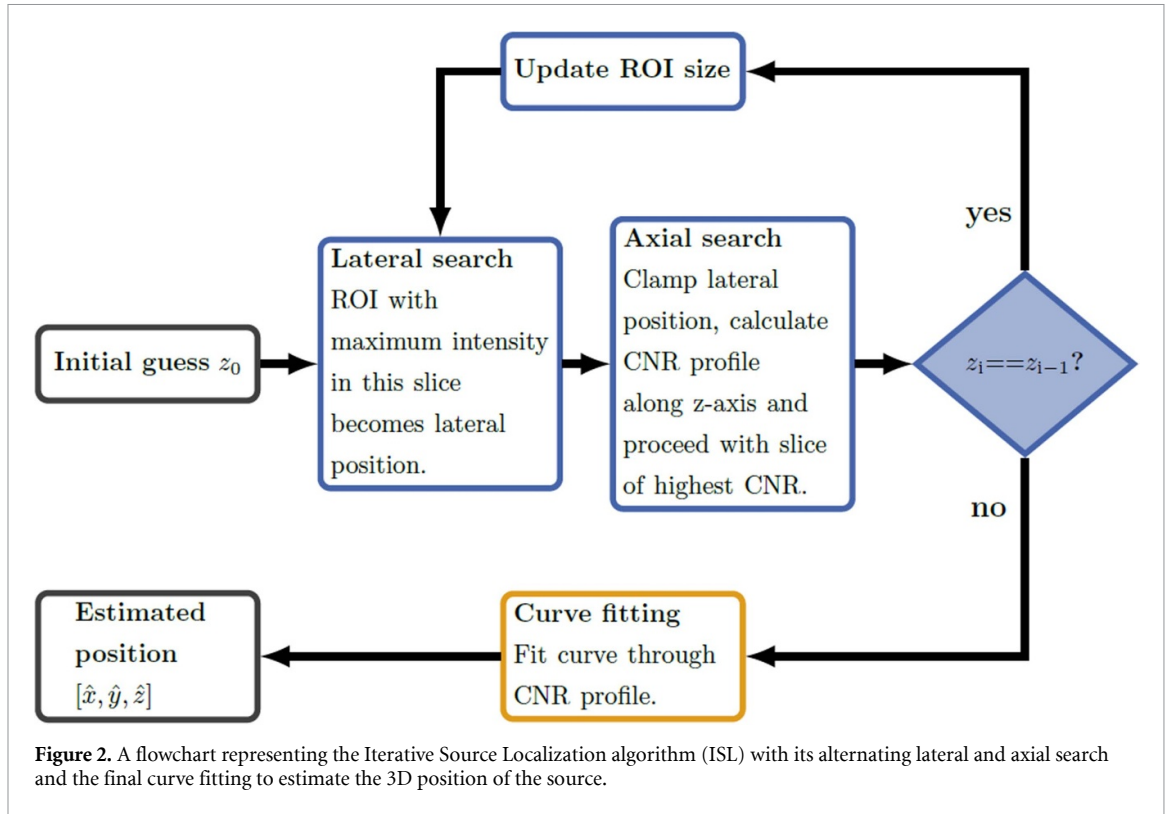 Update ROI size
yes
Lateral search
ROI with
maximum intensity
in this slice
becomes lateral
position.
Axial search
Clamp lateral
position, calculate
CNR profile
along z-axis and
proceed with slice
of highest CNR.
Initial guess z₀
zᵢ==zᵢ₋₁?
no
Estimated
position
[x̂, ŷ, ẑ]
Curve fitting
Fit curve through
CNR profile.
Figure 2. A flowchart representing the Iterative Source Localization algorithm (ISL) with its alternating lateral and axial search
and the final curve fitting to estimate the 3D position of the source.